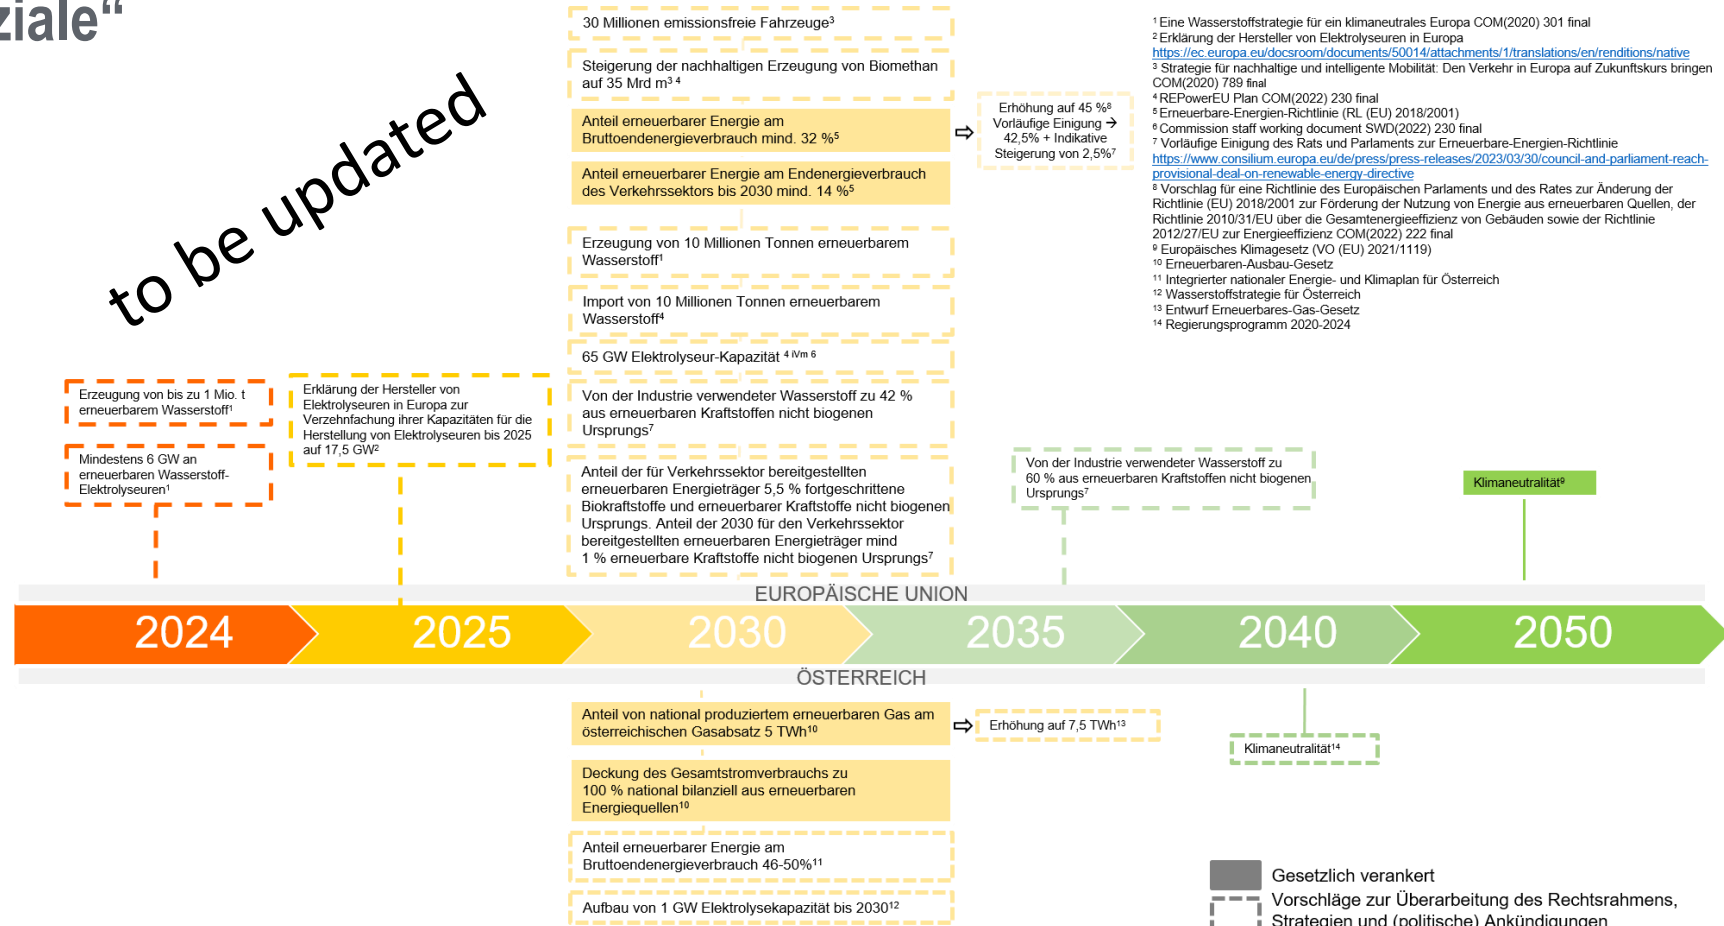 ziale“
to be updated
30 Millionen emissionsfreie Fahrzeuge³
Steigerung der nachhaltigen Erzeugung von Biomethan
auf 35 Mrd m³ ³ ⁴
Anteil erneuerbarer Energie am
Bruttoendenergieverbrauch mind. 32 %⁵
Erhöhung auf 45 %⁸
Vorläufige Einigung →
42,5% + Indikative
Steigerung von 2,5%⁷
Anteil erneuerbarer Energie am Endenergieverbrauch
des Verkehrssektors bis 2030 mind. 14 %⁵
Erzeugung von 10 Millionen Tonnen erneuerbarem
Wasserstoff¹
Import von 10 Millionen Tonnen erneuerbarem
Wasserstoff⁴
65 GW Elektrolyseur-Kapazität ⁴ ⁱⱽᵐ ⁶
Von der Industrie verwendeter Wasserstoff zu 42 %
aus erneuerbaren Kraftstoffen nicht biogenen
Ursprungs⁷
Anteil der für Verkehrssektor bereitgestellten
erneuerbaren Energieträger 5,5 % fortgeschrittene
Biokraftstoffe und erneuerbarer Kraftstoffe nicht biogenen
Ursprungs. Anteil der 2030 für den Verkehrssektor
bereitgestellten erneuerbaren Energieträger mind
1 % erneuerbare Kraftstoffe nicht biogenen Ursprungs⁷
¹ Eine Wasserstoffstrategie für ein klimaneutrales Europa COM(2020) 301 final
² Erklärung der Hersteller von Elektrolyseuren in Europa
https://ec.europa.eu/docsroom/documents/50014/attachments/1/translations/en/renditions/native
³ Strategie für nachhaltige und intelligente Mobilität: Den Verkehr in Europa auf Zukunftskurs bringen
COM(2020) 789 final
⁴ REPowerEU Plan COM(2022) 230 final
⁵ Erneuerbare-Energien-Richtlinie (RL (EU) 2018/2001)
⁶ Commission staff working document SWD(2022) 230 final
⁷ Vorläufige Einigung des Rats und Parlaments zur Erneuerbare-Energien-Richtlinie
https://www.consilium.europa.eu/de/press/press-releases/2023/03/30/council-and-parliament-reach-
provisional-deal-on-renewable-energy-directive
⁸ Vorschlag für eine Richtlinie des Europäischen Parlaments und des Rates zur Änderung der
Richtlinie (EU) 2018/2001 zur Förderung der Nutzung von Energie aus erneuerbaren Quellen, der
Richtlinie 2010/31/EU über die Gesamtenergieeffizienz von Gebäuden sowie der Richtlinie
2012/27/EU zur Energieeffizienz COM(2022) 222 final
⁹ Europäisches Klimagesetz (VO (EU) 2021/1119)
¹⁰ Erneuerbaren-Ausbau-Gesetz
¹¹ Integrierter nationaler Energie- und Klimaplan für Österreich
¹² Wasserstoffstrategie für Österreich
¹³ Entwurf Erneuerbares-Gas-Gesetz
¹⁴ Regierungsprogramm 2020-2024
Erzeugung von bis zu 1 Mio. t
erneuerbarem Wasserstoff¹
Mindestens 6 GW an
erneuerbaren Wasserstoff-
Elektrolyseuren¹
Erklärung der Hersteller von
Elektrolyseuren in Europa zur
Verzehnfachung ihrer Kapazitäten für die
Herstellung von Elektrolyseuren bis 2025
auf 17,5 GW²
Von der Industrie verwendeter Wasserstoff zu
60 % aus erneuerbaren Kraftstoffen nicht biogenen
Ursprungs⁷
Klimaneutralität⁹
EUROPÄISCHE UNION
2024
2025
2030
2035
2040
2050
ÖSTERREICH
Anteil von national produziertem erneuerbaren Gas am
österreichischen Gasabsatz 5 TWh¹⁰
Erhöhung auf 7,5 TWh¹³
Klimaneutralität¹⁴
Deckung des Gesamtstromverbrauchs zu
100 % national bilanziell aus erneuerbaren
Energiequellen¹⁰
Anteil erneuerbarer Energie am
Bruttoendenergieverbrauch 46-50%¹¹
Aufbau von 1 GW Elektrolysekapazität bis 2030¹²
Gesetzlich verankert
Vorschläge zur Überarbeitung des Rechtsrahmens,
Strategien und (politische) Ankündigungen